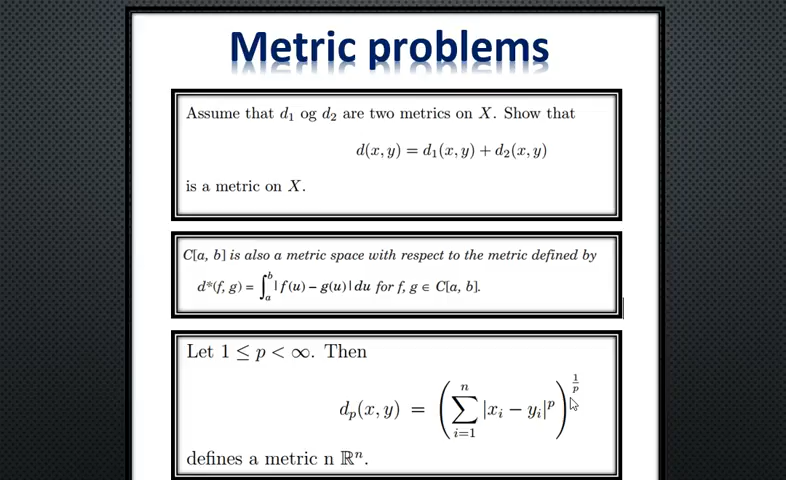 Metric problems
Assume that d₁ og d₂ are two metrics on X. Show that
d(x, y) = d₁(x, y) + d₂(x, y)
is a metric on X.
C[a, b] is also a metric space with respect to the metric defined by
d*(f, g) = ∫ₐᵇ | f(u) − g(u) | du for f, g ∈ C[a, b].
Let 1 ≤ p < ∞. Then
dₚ(x, y) = (∑ᵢ₌₁ⁿ |xᵢ − yᵢ|ᵖ)^(1/p)
defines a metric n ℝⁿ.